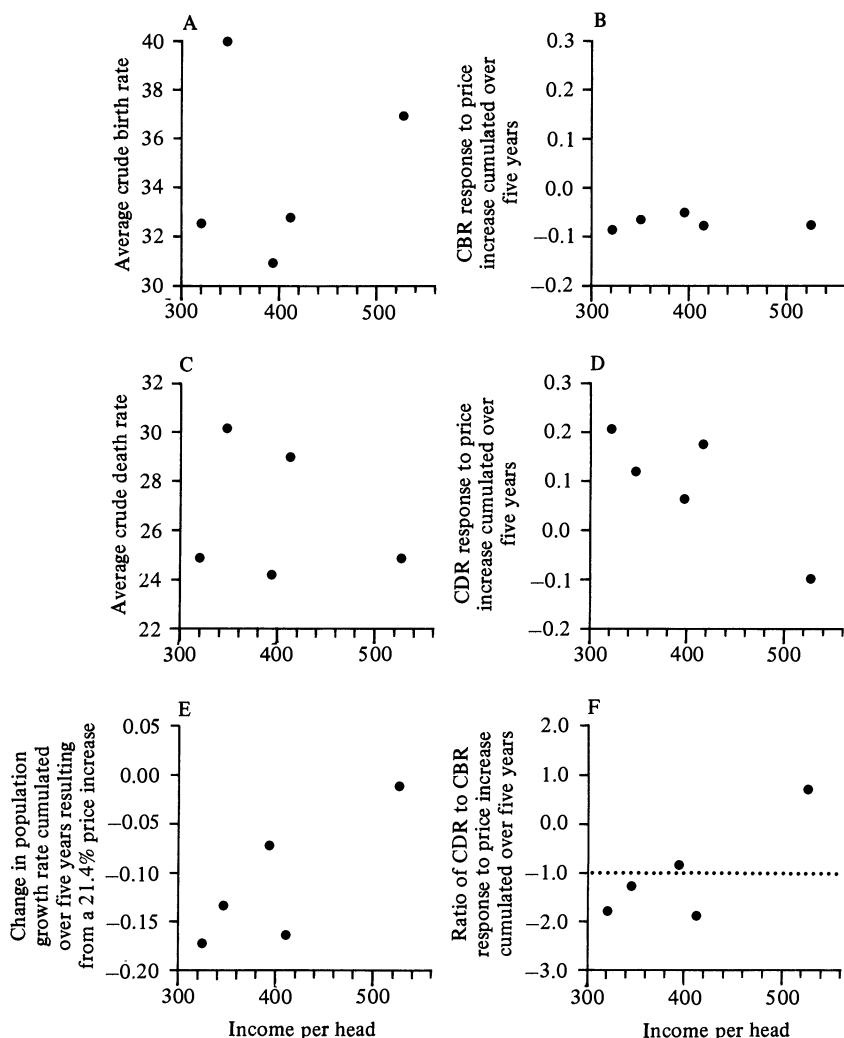 A
Average crude birth rate
40
38
36
34
32
30
300
400
500
B
CBR response to price
increase cumulated over
five years
0.3
0.2
0.1
0.0
−0.1
−0.2
300
400
500
C
Average crude death rate
32
30
28
26
24
22
300
400
500
D
CDR response to price
increase cumulated over
five years
0.3
0.2
0.1
0.0
−0.1
−0.2
300
400
500
E
Change in population
growth rate cumulated
over five years resulting
from a 21.4% price increase
0.05
0.00
−0.05
−0.10
−0.15
−0.20
300
400
500
Income per head
F
Ratio of CDR to CBR
response to price increase
cumulated over five years
2.0
1.0
0.0
−1.0
−2.0
−3.0
300
400
500
Income per head